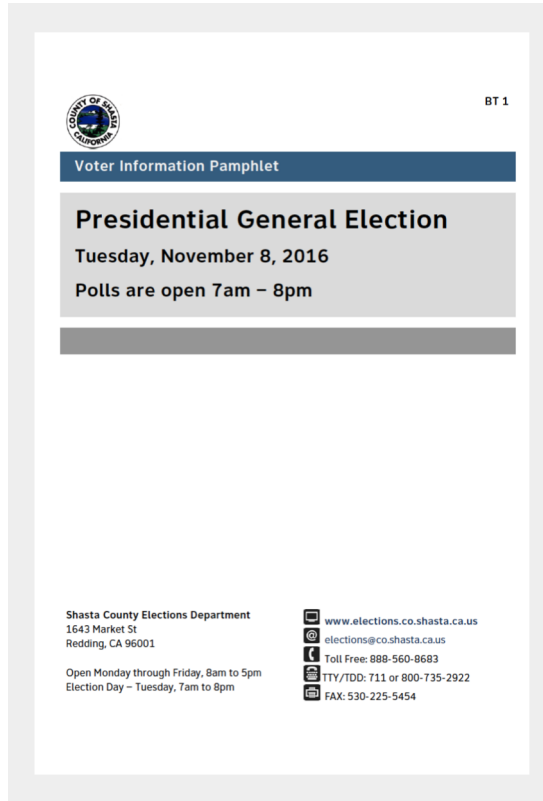 COUNTY OF SHASTA
CALIFORNIA
BT 1
Voter Information Pamphlet
Presidential General Election
Tuesday, November 8, 2016
Polls are open 7am – 8pm
Shasta County Elections Department
1643 Market St
Redding, CA 96001
Open Monday through Friday, 8am to 5pm
Election Day – Tuesday, 7am to 8pm
www.elections.co.shasta.ca.us
elections@co.shasta.ca.us
Toll Free: 888-560-8683
TTY/TDD: 711 or 800-735-2922
FAX: 530-225-5454